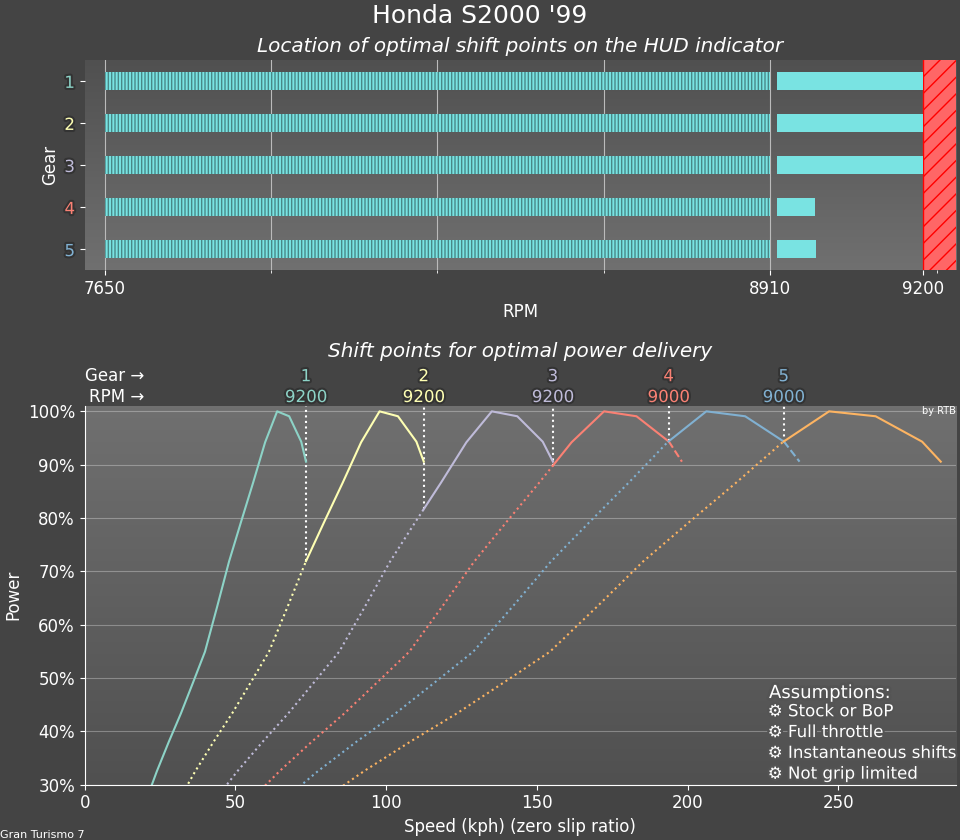 Honda S2000 '99
Location of optimal shift points on the HUD indicator
Gear
1
2
3
4
5
7650 8910 9200
RPM
Shift points for optimal power delivery
Gear → 1 2 3 4 5
RPM → 9200 9200 9200 9000 9000
by RTB
Power
100%
90%
80%
70%
60%
50%
40%
30%
Assumptions:
⚙ Stock or BoP
⚙ Full throttle
⚙ Instantaneous shifts
⚙ Not grip limited
0 50 100 150 200 250
Speed (kph) (zero slip ratio)
Gran Turismo 7